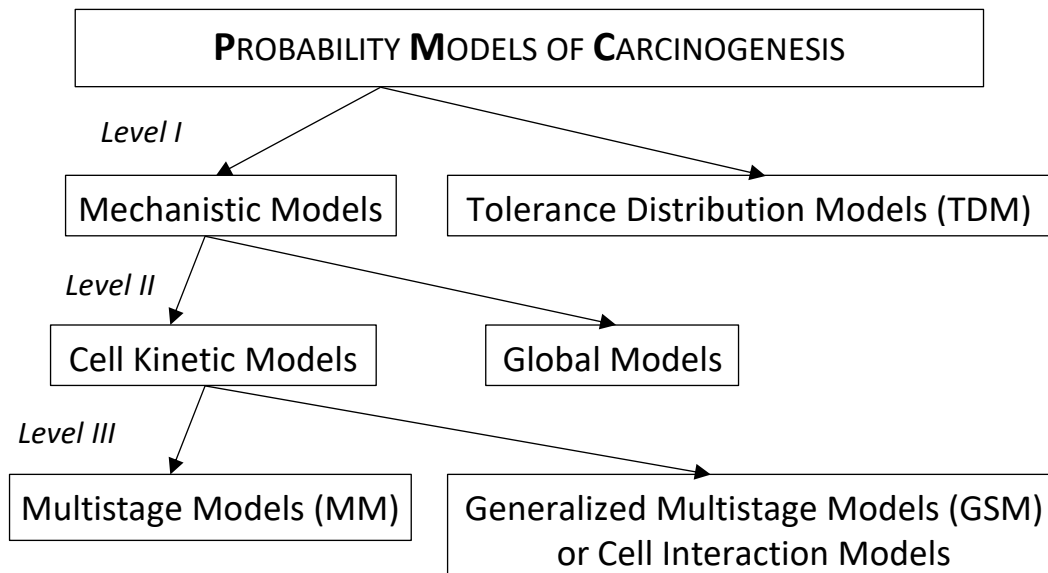 PROBABILITY MODELS OF CARCINOGENESIS
Level I
Mechanistic Models
Tolerance Distribution Models (TDM)
Level II
Cell Kinetic Models
Global Models
Level III
Multistage Models (MM)
Generalized Multistage Models (GSM)
or Cell Interaction Models